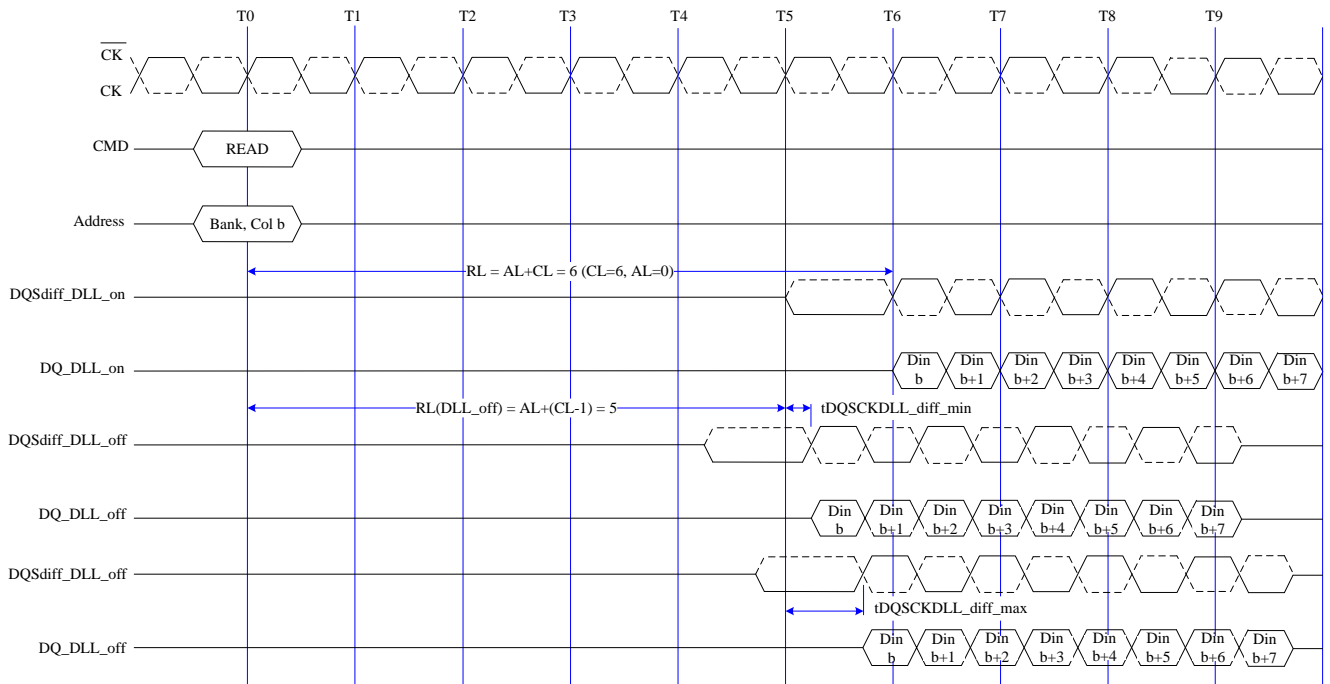 T0 T1 T2 T3 T4 T5 T6 T7 T8 T9
CK
CK
CMD READ
Address Bank, Col b
RL = AL+CL = 6 (CL=6, AL=0)
DQSdiff_DLL_on
DQ_DLL_on Din b Din b+1 Din b+2 Din b+3 Din b+4 Din b+5 Din b+6 Din b+7
RL(DLL_off) = AL+(CL-1) = 5 tDQSCKDLL_diff_min
DQSdiff_DLL_off
DQ_DLL_off Din b Din b+1 Din b+2 Din b+3 Din b+4 Din b+5 Din b+6 Din b+7
DQSdiff_DLL_off
tDQSCKDLL_diff_max
DQ_DLL_off Din b Din b+1 Din b+2 Din b+3 Din b+4 Din b+5 Din b+6 Din b+7